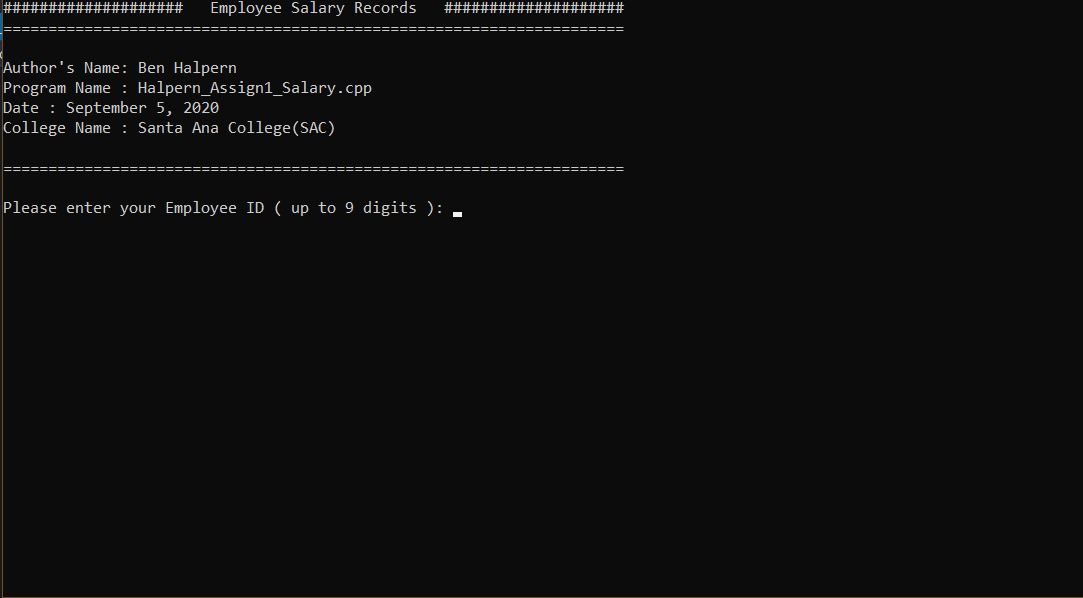 ####################   Employee Salary Records   ####################
=====================================================================
Author's Name: Ben Halpern
Program Name : Halpern_Assign1_Salary.cpp
Date : September 5, 2020
College Name : Santa Ana College(SAC)
=====================================================================
Please enter your Employee ID ( up to 9 digits ):